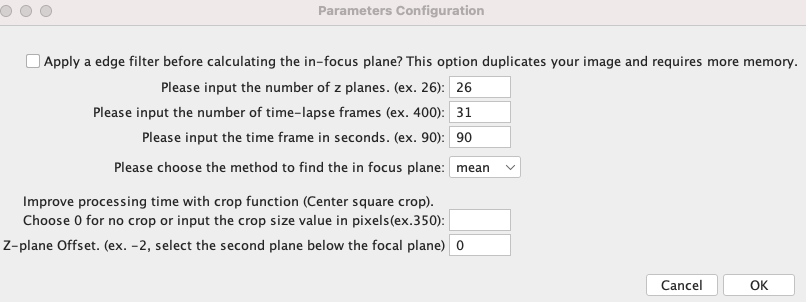 Parameters Configuration
Apply a edge filter before calculating the in-focus plane? This option duplicates your image and requires more memory.
Please input the number of z planes. (ex. 26): 26
Please input the number of time-lapse frames (ex. 400): 31
Please input the time frame in seconds. (ex. 90): 90
Please choose the method to find the in focus plane: mean
Improve processing time with crop function (Center square crop).
Choose 0 for no crop or input the crop size value in pixels(ex.350):
Z-plane Offset. (ex. -2, select the second plane below the focal plane) 0
Cancel OK